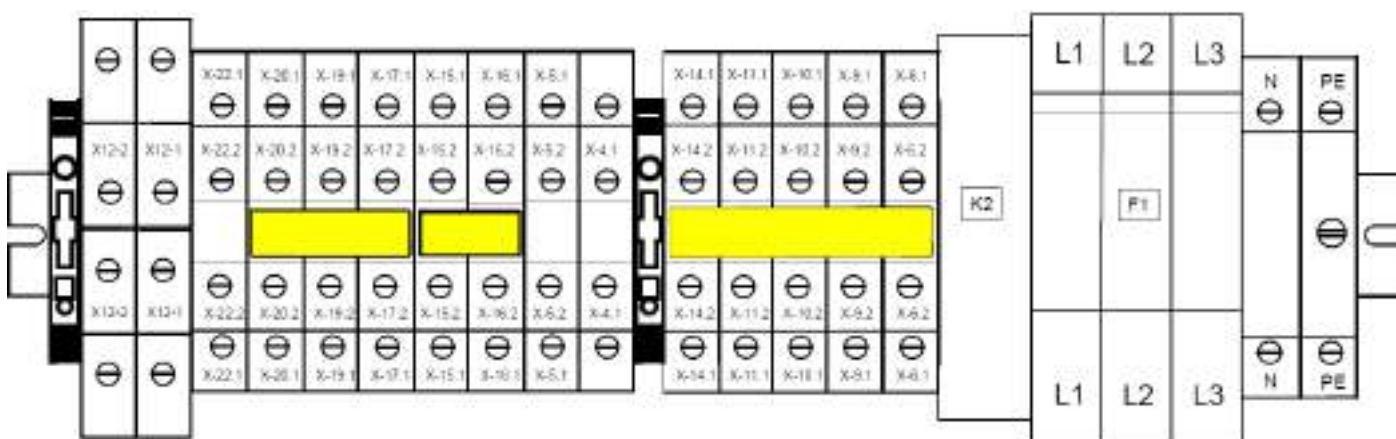 L1 L2 L3
X-22.1 X-20.1 X-19.1 X-17.1 X-15.1 X-16.1 X-5.1 X-14.1 X-11.1 X-10.1 X-9.1 X-6.1 N PE
X12-2 X12-1 X-22.2 X-20.2 X-19.2 X-17.2 X-15.2 X-16.2 X-5.2 X-4.1 X-14.2 X-11.2 X-10.2 X-9.2 X-6.2
K2 F1
X12-2 X12-1 X-22.2 X-20.2 X-19.2 X-17.2 X-15.2 X-16.2 X-5.2 X-4.1 X-14.2 X-11.2 X-10.2 X-9.2 X-6.2
X-22.1 X-20.1 X-19.1 X-17.1 X-15.1 X-16.1 X-5.1 X-14.1 X-11.1 X-10.1 X-9.1 X-6.1 N PE
L1 L2 L3